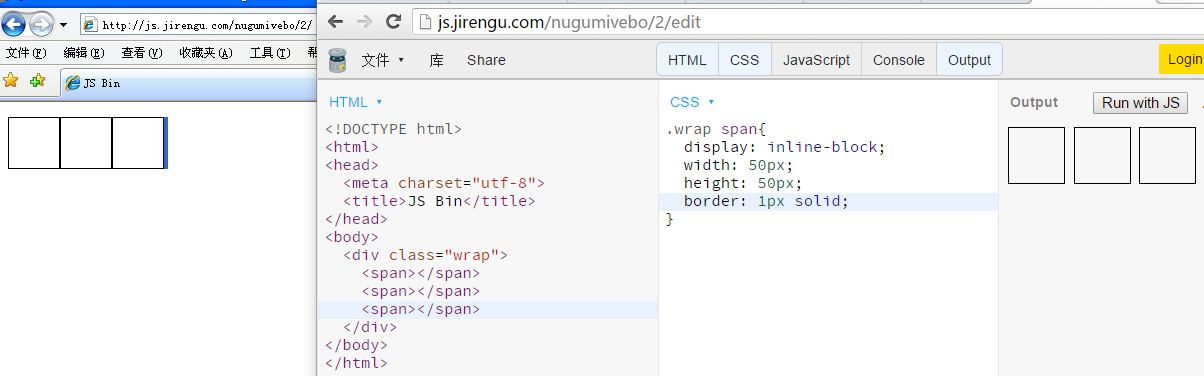 http://js.jirengu.com/nugumivebo/2/
文件(F) 编辑(E) 查看(V) 收藏夹(A) 工具(T)
JS Bin
js.jirengu.com/nugumivebo/2/edit
文件 库 Share HTML CSS JavaScript Console Output Login
HTML
<!DOCTYPE html>
<html>
<head>
<meta charset="utf-8">
<title>JS Bin</title>
</head>
<body>
<div class="wrap">
<span></span>
<span></span>
<span></span>
</div>
</body>
</html>
CSS
.wrap span{
display: inline-block;
width: 50px;
height: 50px;
border: 1px solid;
}
Output Run with JS